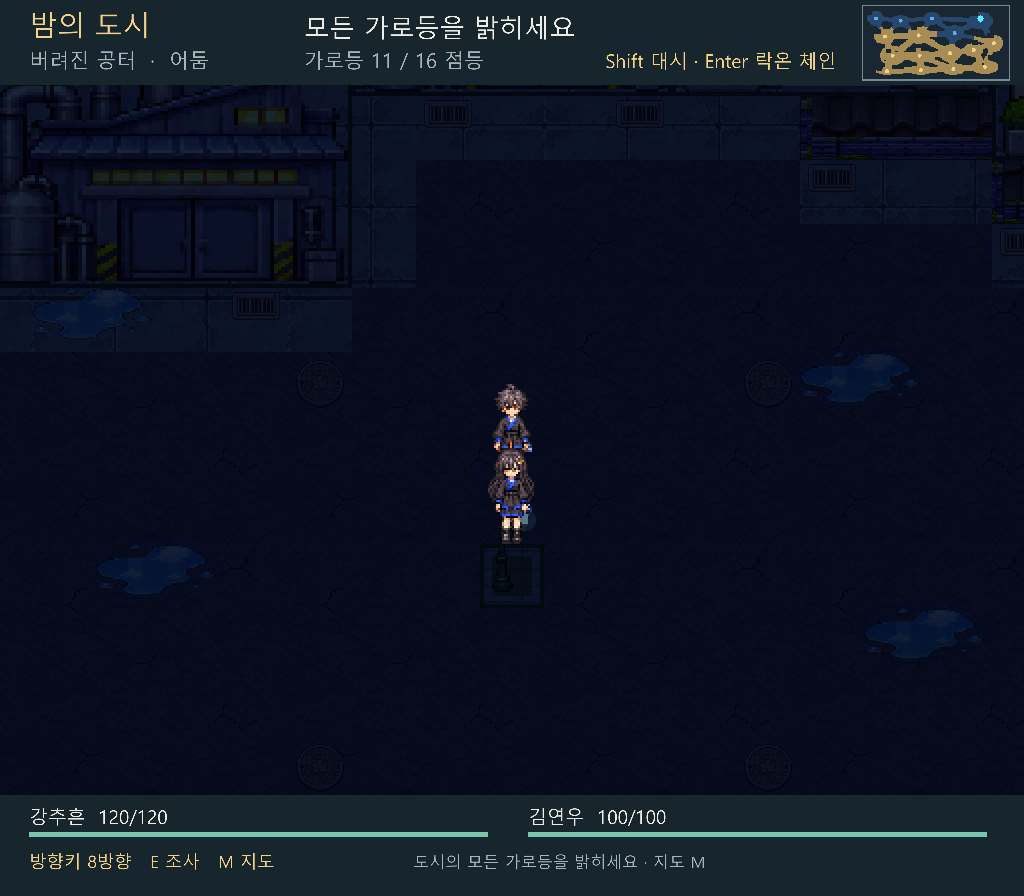 밤의 도시
모든 가로등을 밝히세요
버려진 공터 · 어둠
가로등 11 / 16 점등
Shift 대시 · Enter 락온 체인
강추흔 120/120
김연우 100/100
방향키 8방향 E 조사 M 지도
도시의 모든 가로등을 밝히세요 · 지도 M